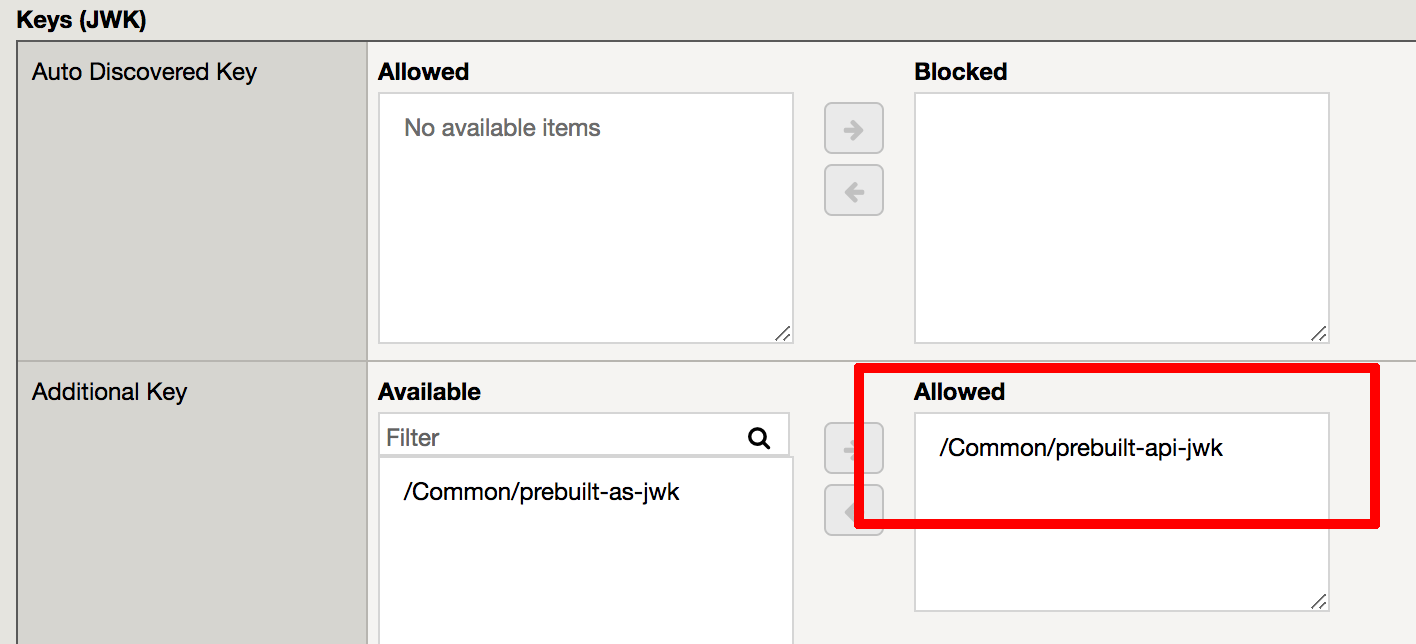 Keys (JWK)
Auto Discovered Key
Allowed
Blocked
No available items
Additional Key
Available
Allowed
Filter
/Common/prebuilt-api-jwk
/Common/prebuilt-as-jwk